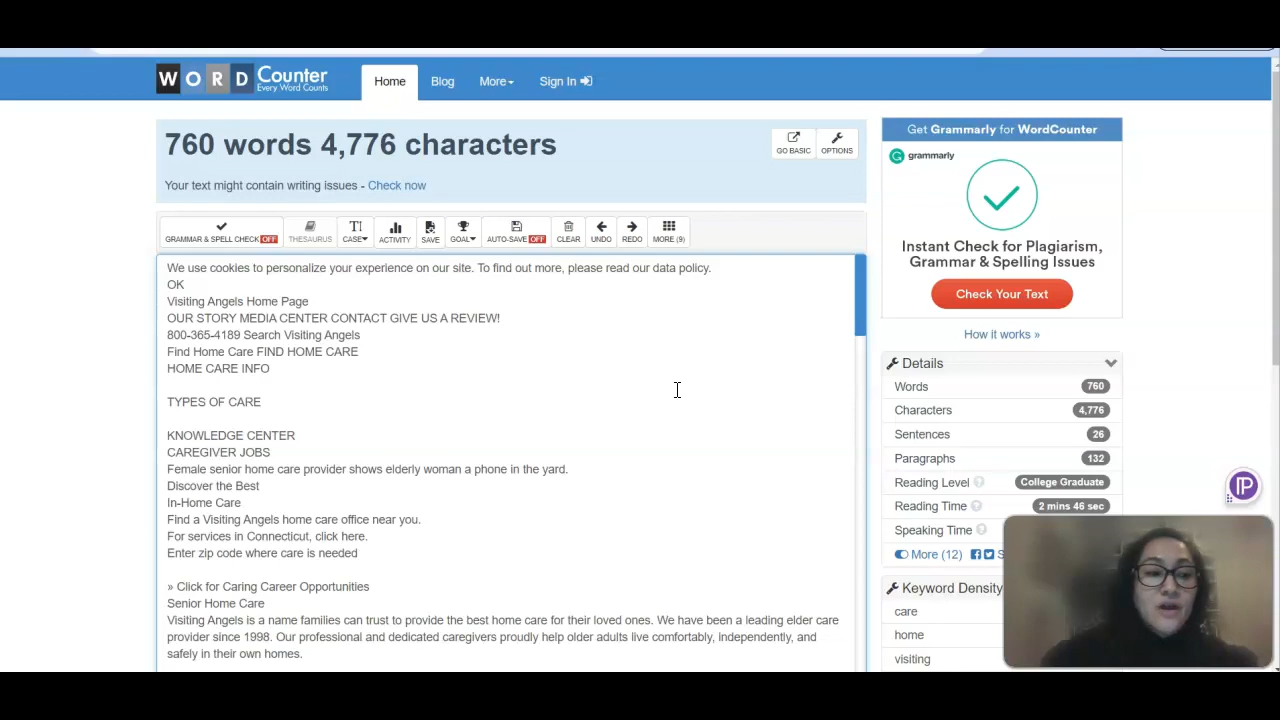 WORD Counter
Every Word Counts
Home
Blog
More
Sign In
760 words 4,776 characters
GO BASIC
OPTIONS
Your text might contain writing issues - Check now
GRAMMAR & SPELL CHECK OFF
THESAURUS
CASE
ACTIVITY
SAVE
GOAL
AUTO-SAVE OFF
CLEAR
UNDO
REDO
MORE (9)
We use cookies to personalize your experience on our site. To find out more, please read our data policy.
OK
Visiting Angels Home Page
OUR STORY MEDIA CENTER CONTACT GIVE US A REVIEW!
800-365-4189 Search Visiting Angels
Find Home Care FIND HOME CARE
HOME CARE INFO
TYPES OF CARE
KNOWLEDGE CENTER
CAREGIVER JOBS
Female senior home care provider shows elderly woman a phone in the yard.
Discover the Best
In-Home Care
Find a Visiting Angels home care office near you.
For services in Connecticut, click here.
Enter zip code where care is needed
» Click for Caring Career Opportunities
Senior Home Care
Visiting Angels is a name families can trust to provide the best home care for their loved ones. We have been a leading elder care
provider since 1998. Our professional and dedicated caregivers proudly help older adults live comfortably, independently, and
safely in their own homes.
Get Grammarly for WordCounter
grammarly
Instant Check for Plagiarism,
Grammar & Spelling Issues
Check Your Text
How it works »
Details
Words 760
Characters 4,776
Sentences 26
Paragraphs 132
Reading Level ? College Graduate
Reading Time ? 2 mins 46 sec
Speaking Time ?
More (12) S
Keyword Density
care
home
visiting
IP